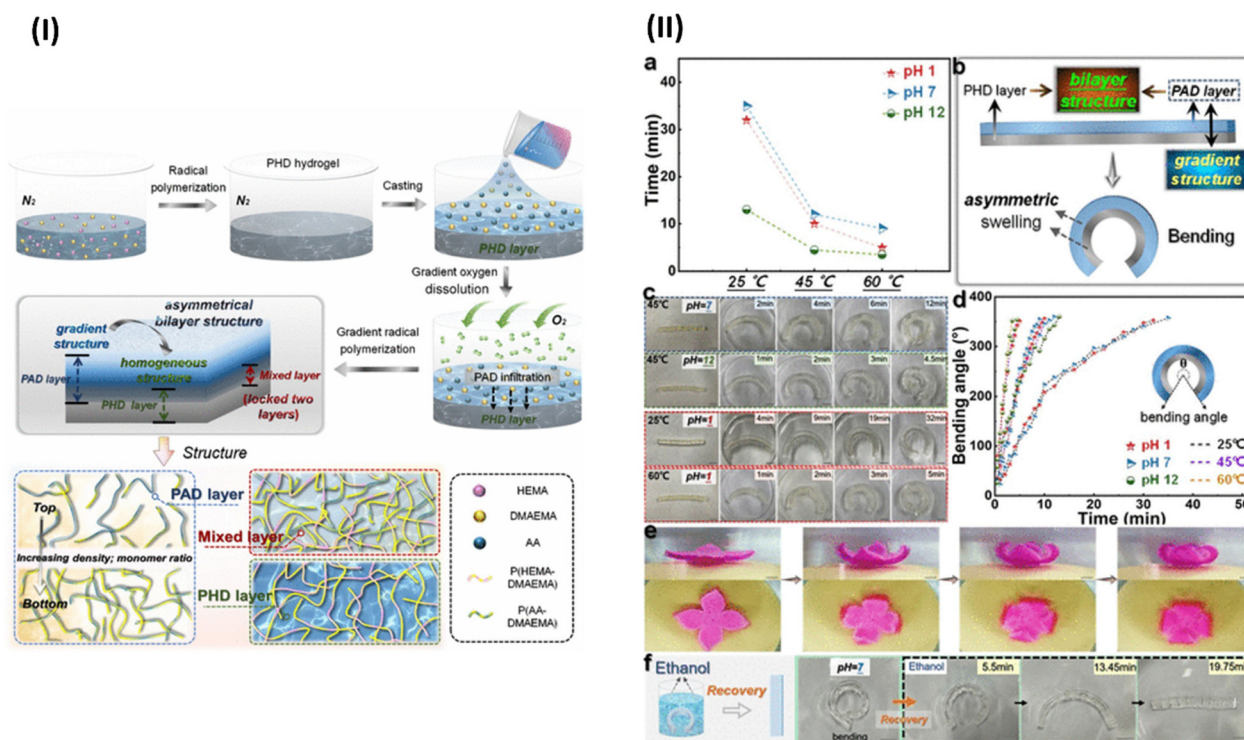 (I)
N₂
Radical
polymerization
PHD hydrogel
N₂
Casting
PHD layer
Gradient oxygen
dissolution
O₂
PAD infiltration
PHD layer
Gradient radical
polymerization
asymmetrical
bilayer structure
gradient
structure
homogeneous
structure
PAD layer
PHD layer
Mixed layer
(locked two
layers)
Structure
PAD layer
Top
Increasing density; monomer ratio
Bottom
Mixed layer
PHD layer
HEMA
DMAEMA
AA
P(HEMA-
DMAEMA)
P(AA-
DMAEMA)
(II)
a
Time (min)
40
30
20
10
0
pH 1
pH 7
pH 12
25 ℃ 45 ℃ 60 ℃
b
PHD layer
bilayer
structure
PAD layer
gradient
structure
asymmetric
swelling
Bending
c
45℃ pH=7 2min 4min 6min 12min
45℃ pH=12 1min 2min 3min 4.5min
25℃ pH=1 4min 9min 19min 32min
60℃ pH=1 1min 2min 3min 5min
d
Bending angle (°)
400
300
200
100
0
θ
bending angle
pH 1 25℃
pH 7 45℃
pH 12 60℃
0 10 20 30 40 50
Time (min)
e
f
Ethanol
Recovery
pH=7
bending
Recovery
Ethanol 5.5min
13.45min
19.75min